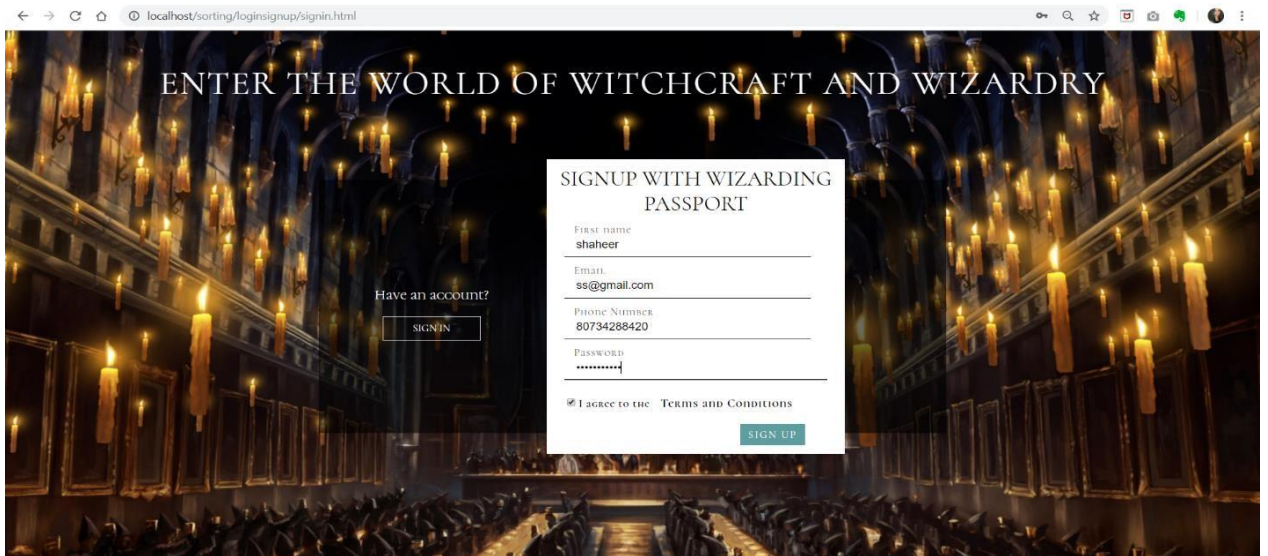 localhost/sorting/loginsignup/signin.html
ENTER THE WORLD OF WITCHCRAFT AND WIZARDRY
SIGNUP WITH WIZARDING
PASSPORT
First name
shaheer
Email
ss@gmail.com
Have an account?
Phone Number
80734288420
SIGN IN
Password
•••••••••••
I agree to the Terms and Conditions
SIGN UP